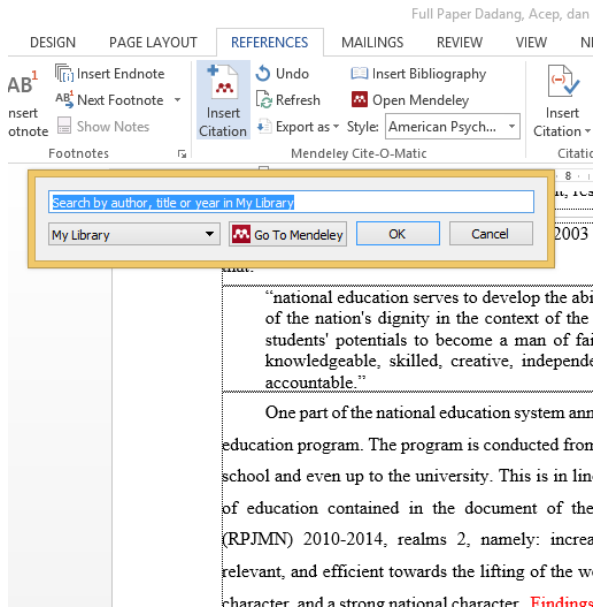 Full Paper Dadang, Acep, dan
DESIGN PAGE LAYOUT REFERENCES MAILINGS REVIEW VIEW
AB1 Insert Endnote
Next Footnote
Show Notes
Footnotes
Insert
Citation
Undo Insert Bibliography
Refresh Open Mendeley
Export as Style: American Psych...
Mendeley Cite-O-Matic
Insert
Citation
8
Search by author, title or year in My Library
My Library Go To Mendeley OK Cancel
2003
“national education serves to develop the abi
of the nation's dignity in the context of the
students' potentials to become a man of fai
knowledgeable, skilled, creative, independe
accountable.”
One part of the national education system ann
education program. The program is conducted from
school and even up to the university. This is in lin
of education contained in the document of the
(RPJMN) 2010-2014, realms 2, namely: increa
relevant, and efficient towards the lifting of the w
character, and a strong national character. Findings